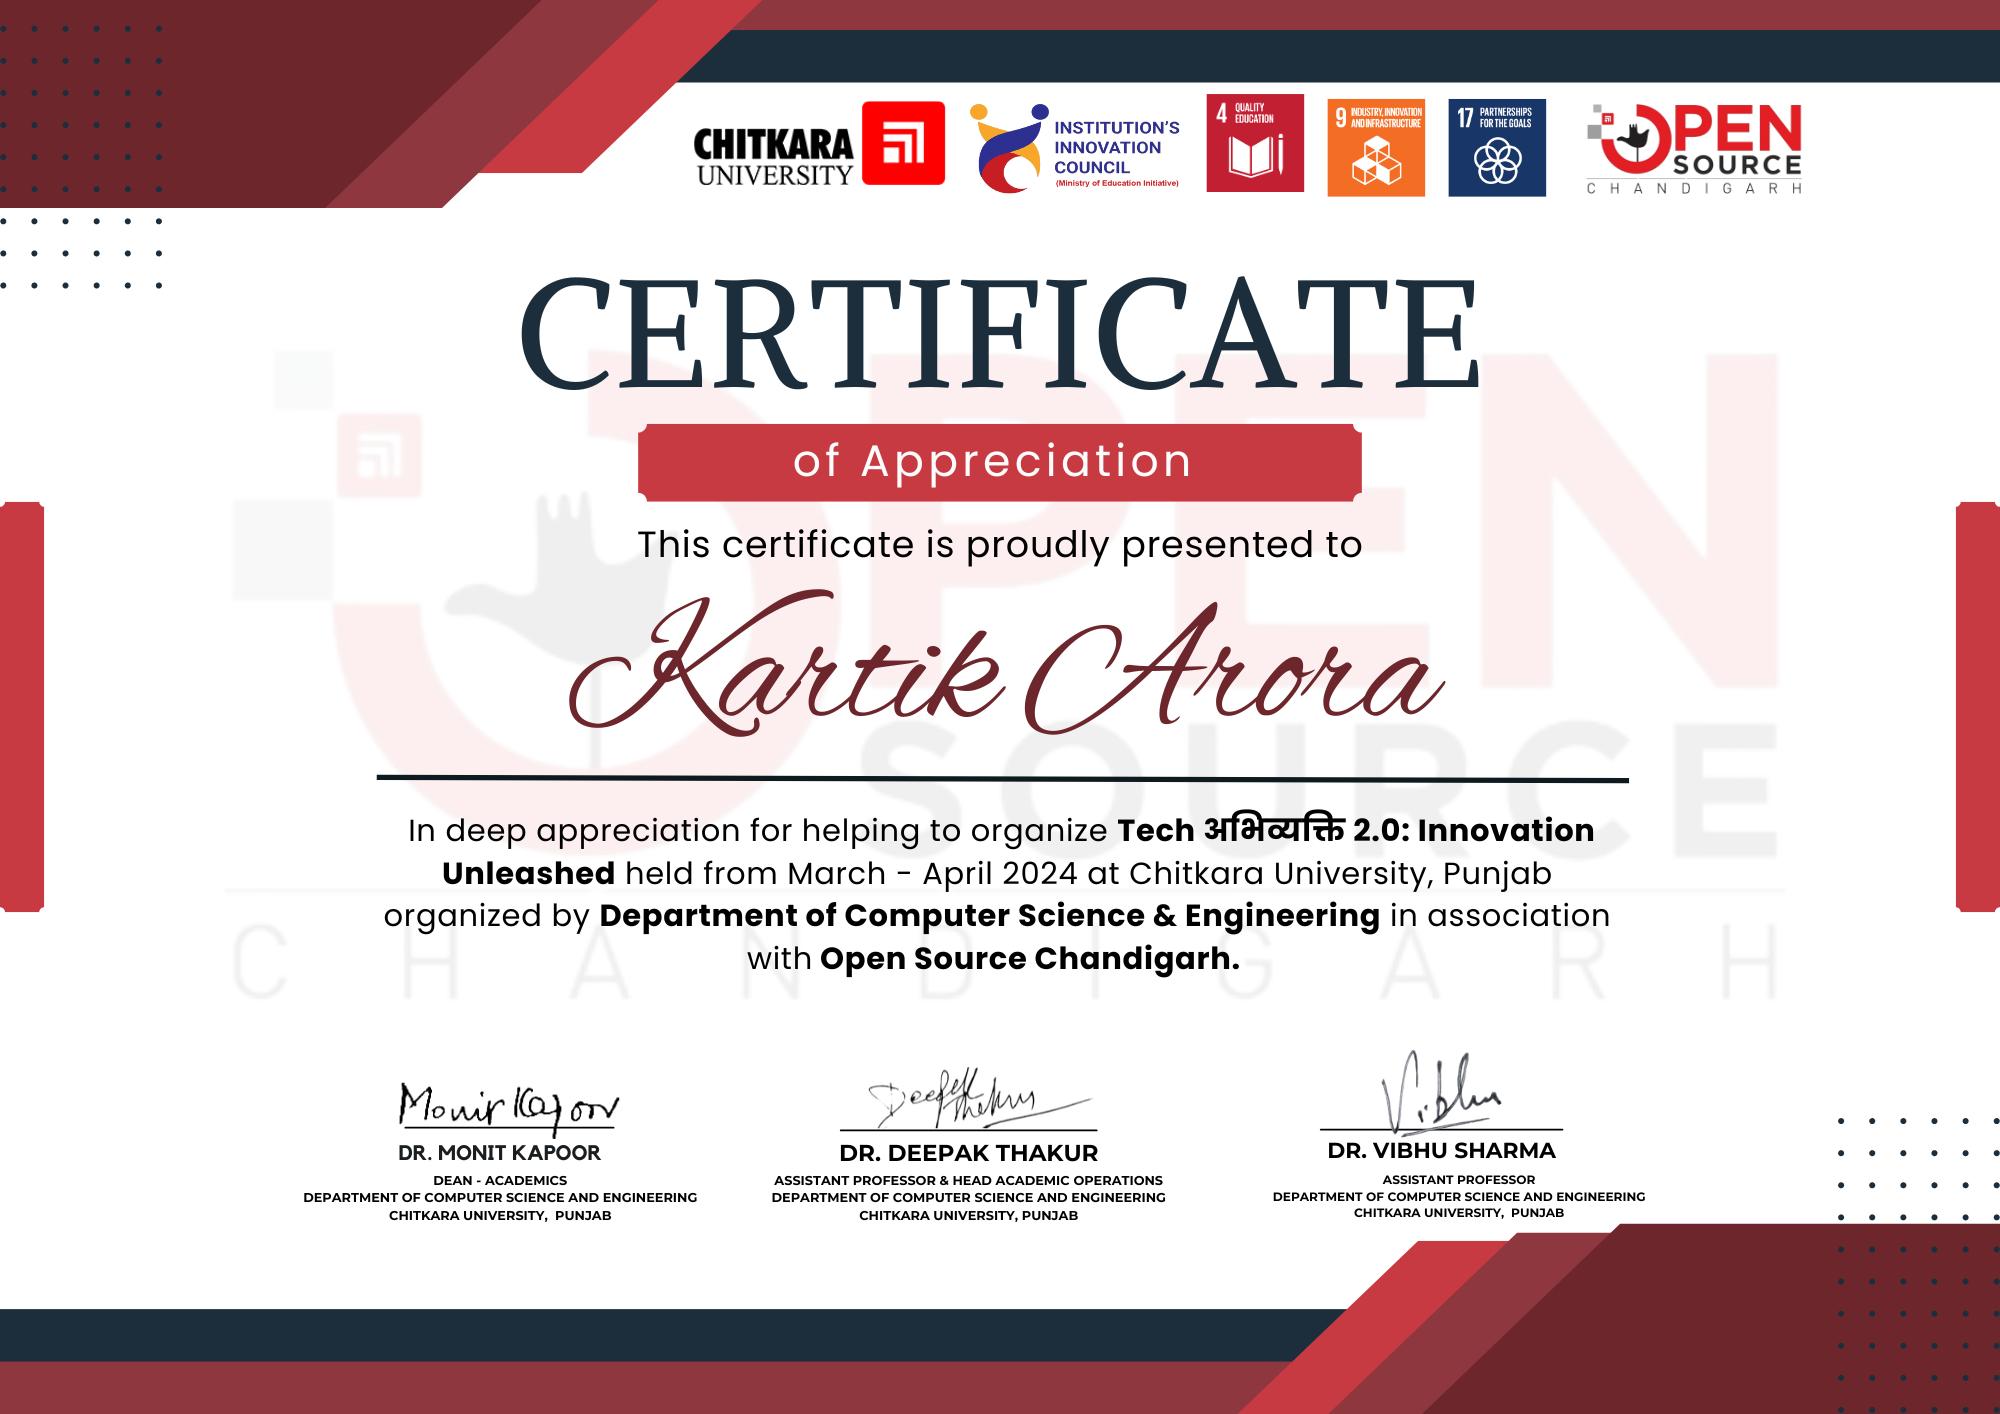 CHITKARA
UNIVERSITY
INSTITUTION'S
INNOVATION
COUNCIL
(Ministry of Education Initiative)
4 QUALITY
EDUCATION
9 INDUSTRY, INNOVATION
AND INFRASTRUCTURE
17 PARTNERSHIPS
FOR THE GOALS
OPEN
SOURCE
CHANDIGARH
CERTIFICATE
of Appreciation
This certificate is proudly presented to
Kartik Arora
In deep appreciation for helping to organize Tech अभिव्यक्ति 2.0: Innovation
Unleashed held from March - April 2024 at Chitkara University, Punjab
organized by Department of Computer Science & Engineering in association
with Open Source Chandigarh.
OPEN
SOURCE
CHANDIGARH
Monit Kapoor
DR. MONIT KAPOOR
DEAN - ACADEMICS
DEPARTMENT OF COMPUTER SCIENCE AND ENGINEERING
CHITKARA UNIVERSITY, PUNJAB
Deepak
Thakur
DR. DEEPAK THAKUR
ASSISTANT PROFESSOR & HEAD ACADEMIC OPERATIONS
DEPARTMENT OF COMPUTER SCIENCE AND ENGINEERING
CHITKARA UNIVERSITY, PUNJAB
Vibhu
DR. VIBHU SHARMA
ASSISTANT PROFESSOR
DEPARTMENT OF COMPUTER SCIENCE AND ENGINEERING
CHITKARA UNIVERSITY, PUNJAB